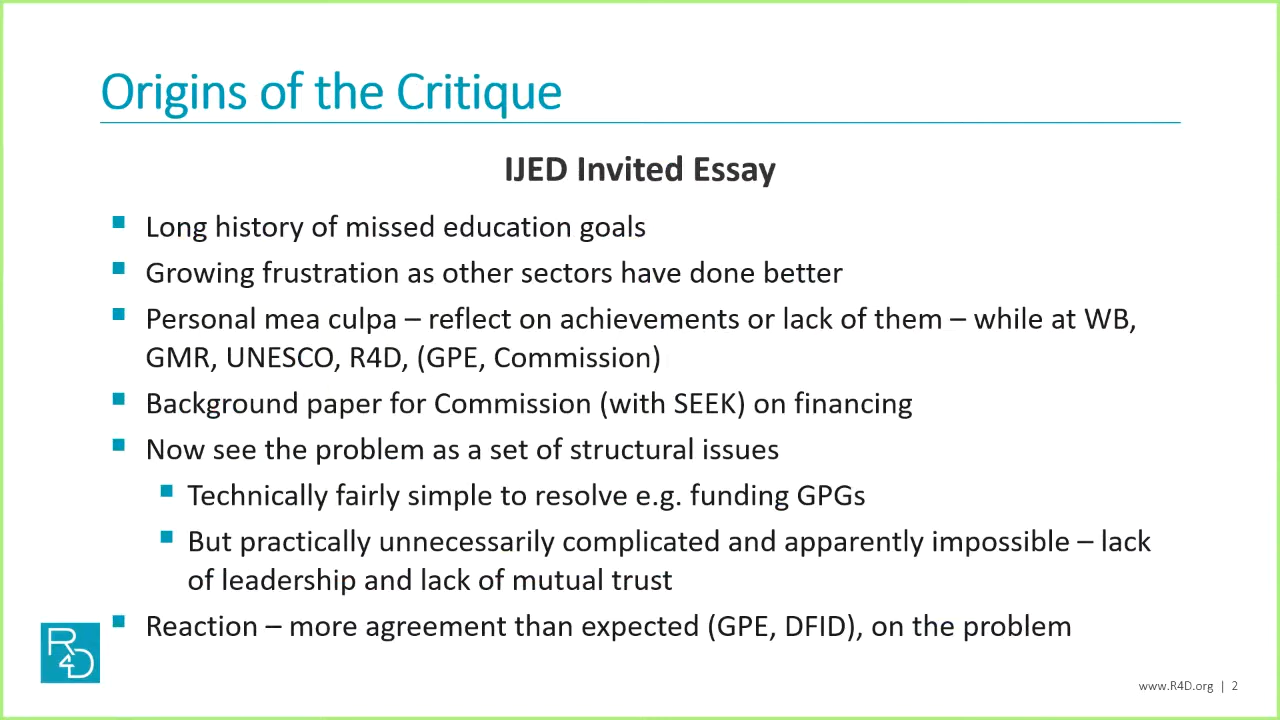 Origins of the Critique
IJED Invited Essay
Long history of missed education goals
Growing frustration as other sectors have done better
Personal mea culpa – reflect on achievements or lack of them – while at WB,
GMR, UNESCO, R4D, (GPE, Commission)
Background paper for Commission (with SEEK) on financing
Now see the problem as a set of structural issues
Technically fairly simple to resolve e.g. funding GPGs
But practically unnecessarily complicated and apparently impossible – lack
of leadership and lack of mutual trust
Reaction – more agreement than expected (GPE, DFID), on the problem
R4D
www.R4D.org | 2